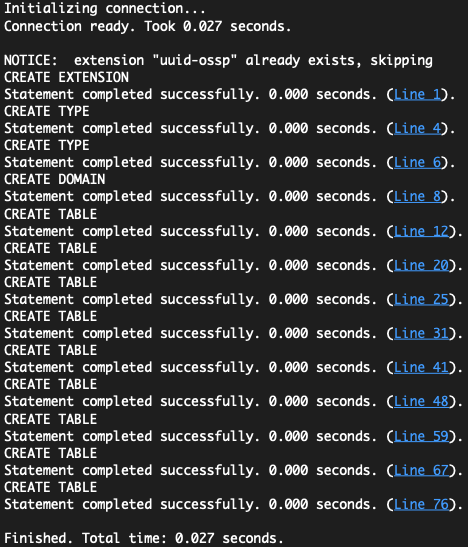 Initializing connection...
Connection ready. Took 0.027 seconds.
NOTICE:  extension "uuid-ossp" already exists, skipping
CREATE EXTENSION
Statement completed successfully. 0.000 seconds. (Line 1).
CREATE TYPE
Statement completed successfully. 0.000 seconds. (Line 4).
CREATE TYPE
Statement completed successfully. 0.000 seconds. (Line 6).
CREATE DOMAIN
Statement completed successfully. 0.000 seconds. (Line 8).
CREATE TABLE
Statement completed successfully. 0.000 seconds. (Line 12).
CREATE TABLE
Statement completed successfully. 0.000 seconds. (Line 20).
CREATE TABLE
Statement completed successfully. 0.000 seconds. (Line 25).
CREATE TABLE
Statement completed successfully. 0.000 seconds. (Line 31).
CREATE TABLE
Statement completed successfully. 0.000 seconds. (Line 41).
CREATE TABLE
Statement completed successfully. 0.000 seconds. (Line 48).
CREATE TABLE
Statement completed successfully. 0.000 seconds. (Line 59).
CREATE TABLE
Statement completed successfully. 0.000 seconds. (Line 67).
CREATE TABLE
Statement completed successfully. 0.000 seconds. (Line 76).
Finished. Total time: 0.027 seconds.